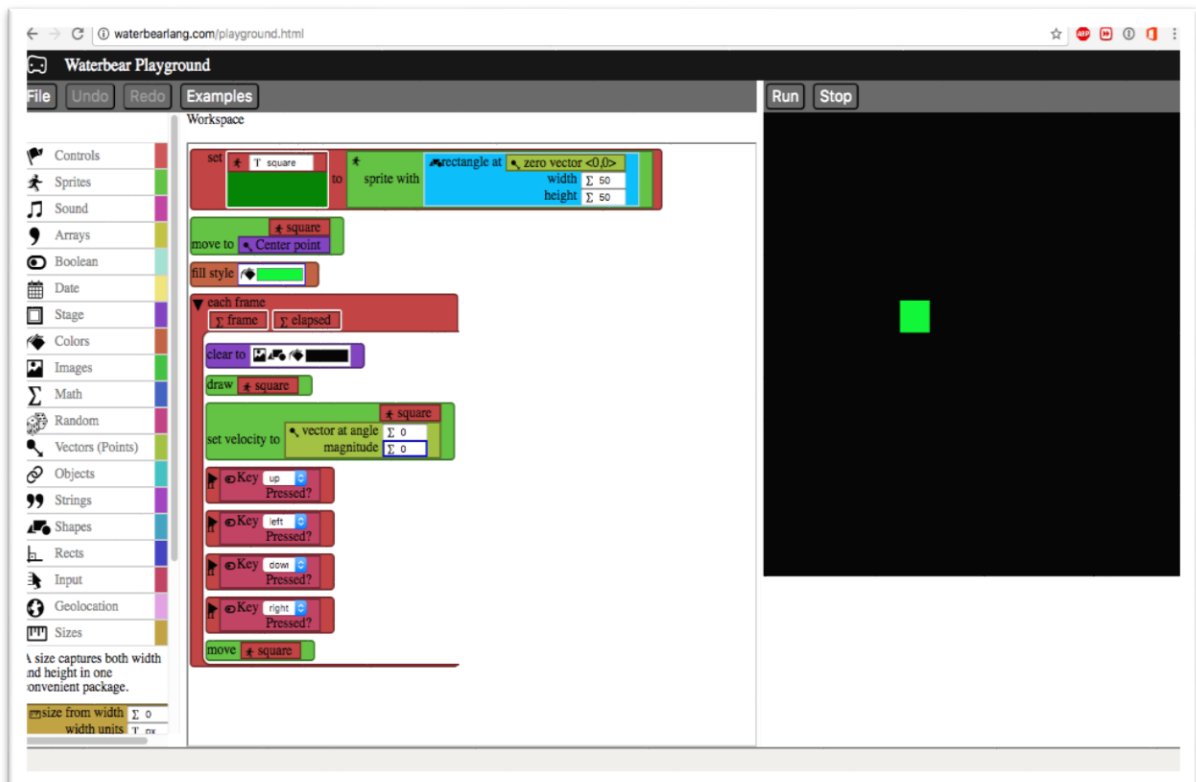 waterbearlang.com/playground.html
Waterbear Playground
File Undo Redo Examples Run Stop
Workspace
Controls
Sprites
Sound
Arrays
Boolean
Date
Stage
Colors
Images
Math
Random
Vectors (Points)
Objects
Strings
Shapes
Rects
Input
Geolocation
Sizes
A size captures both width
and height in one
convenient package.
size from width Σ 0
width units T px
set T square to sprite with rectangle at zero vector <0,0>
width Σ 50
height Σ 50
square
move to Center point
fill style
each frame
Σ frame Σ elapsed
clear to
draw square
square
set velocity to vector at angle Σ 0
magnitude Σ 0
Key up
Pressed?
Key left
Pressed?
Key down
Pressed?
Key right
Pressed?
move square